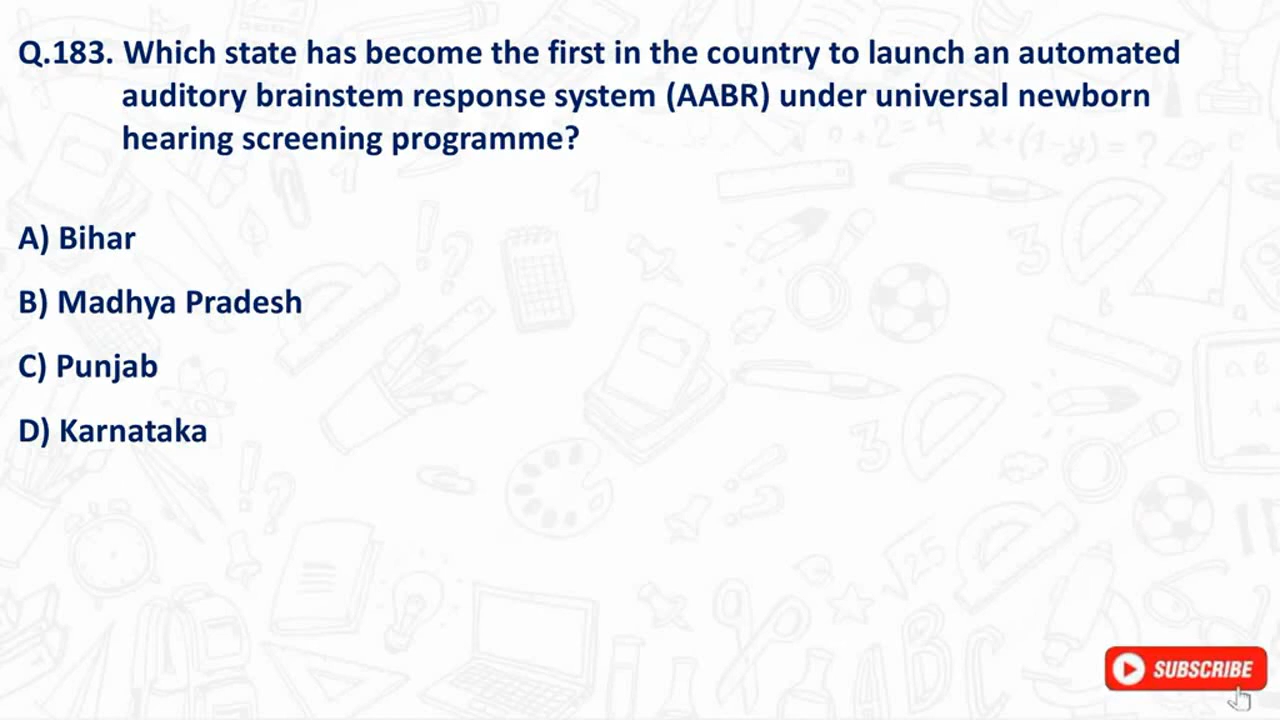 Q.183. Which state has become the first in the country to launch an automated
auditory brainstem response system (AABR) under universal newborn
hearing screening programme?
A) Bihar
B) Madhya Pradesh
C) Punjab
D) Karnataka
SUBSCRIBE